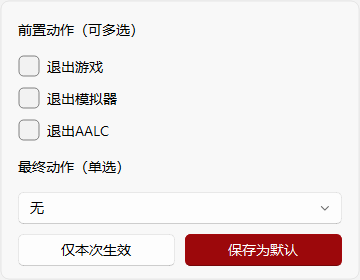 前置动作（可多选）
退出游戏
退出模拟器
退出AALC
最终动作（单选）
无
仅本次生效
保存为默认